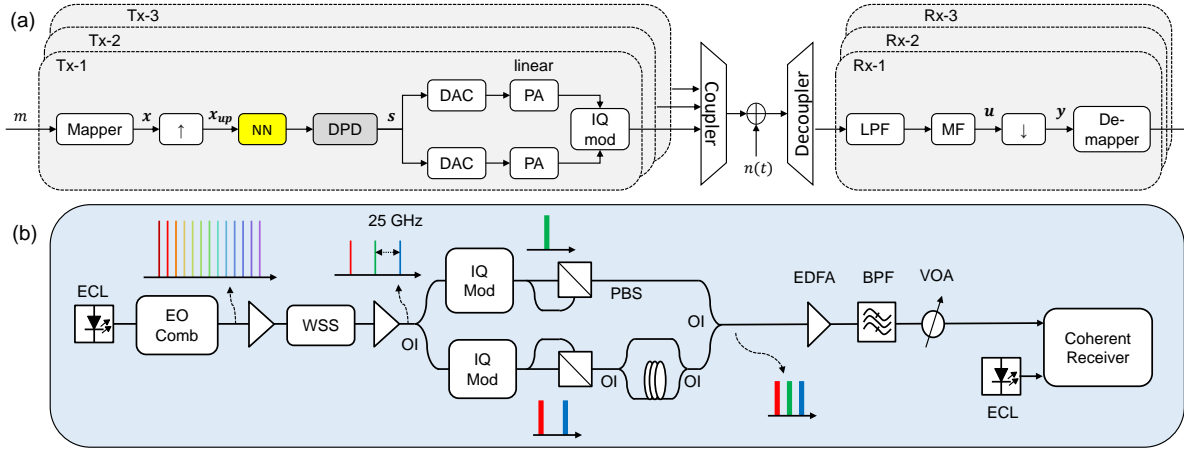 (a)
Tx-3
Tx-2
Tx-1
linear
m
Mapper
x
↑
x_up
NN
DPD
s
DAC
PA
DAC
PA
IQ
mod
Coupler
n(t)
Decoupler
Rx-3
Rx-2
Rx-1
LPF
MF
u
↓
y
De-
mapper
(b)
ECL
EO
Comb
WSS
25 GHz
OI
IQ
Mod
PBS
IQ
Mod
OI
OI
OI
EDFA
BPF
VOA
ECL
Coherent
Receiver